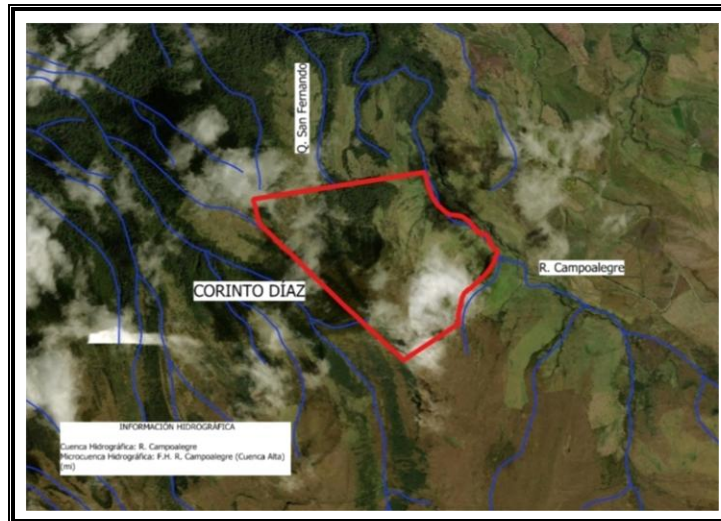 Q. San Fernando
R. Campoalegre
CORINTO DÍAZ
INFORMACIÓN HIDROGRÁFICA
Cuenca Hidrográfica: R. Campoalegre
Microcuenca Hidrográfica: F.H. R. Campoalegre (Cuenca Alta)
(mi)